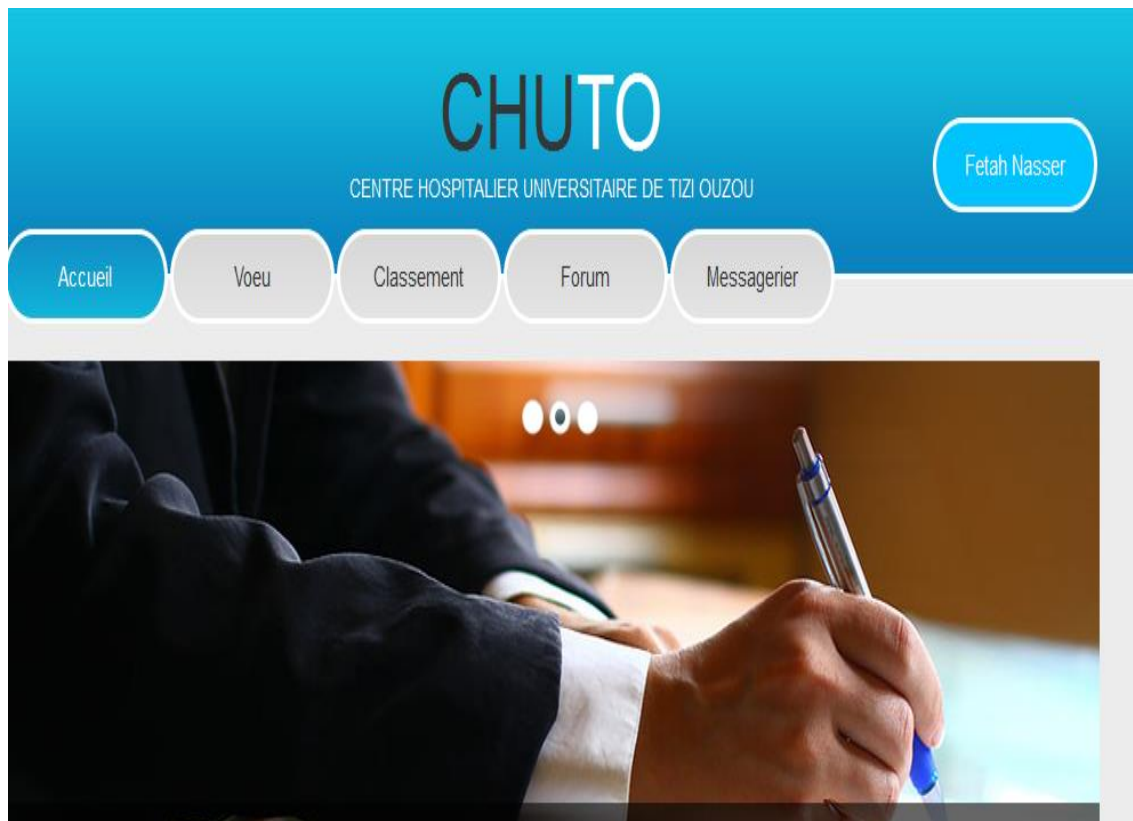 CHUTO
CENTRE HOSPITALIER UNIVERSITAIRE DE TIZI OUZOU
Fetah Nasser
Accueil Voeu Classement Forum Messagerier